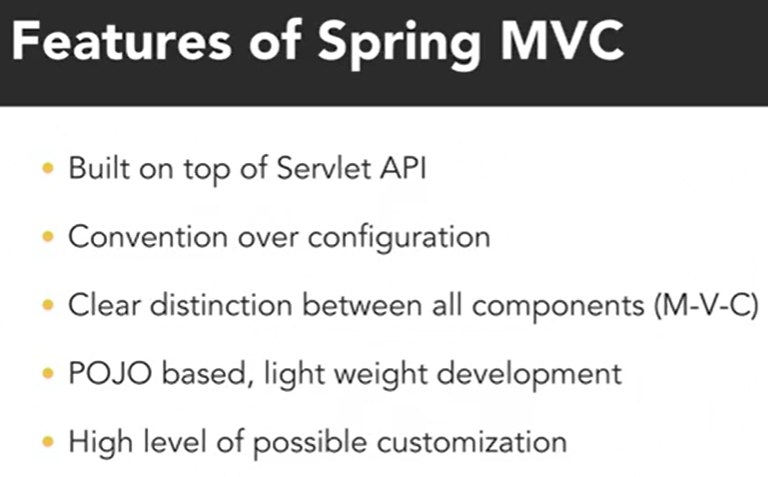 Features of Spring MVC
Built on top of Servlet API
Convention over configuration
Clear distinction between all components (M-V-C)
POJO based, light weight development
High level of possible customization